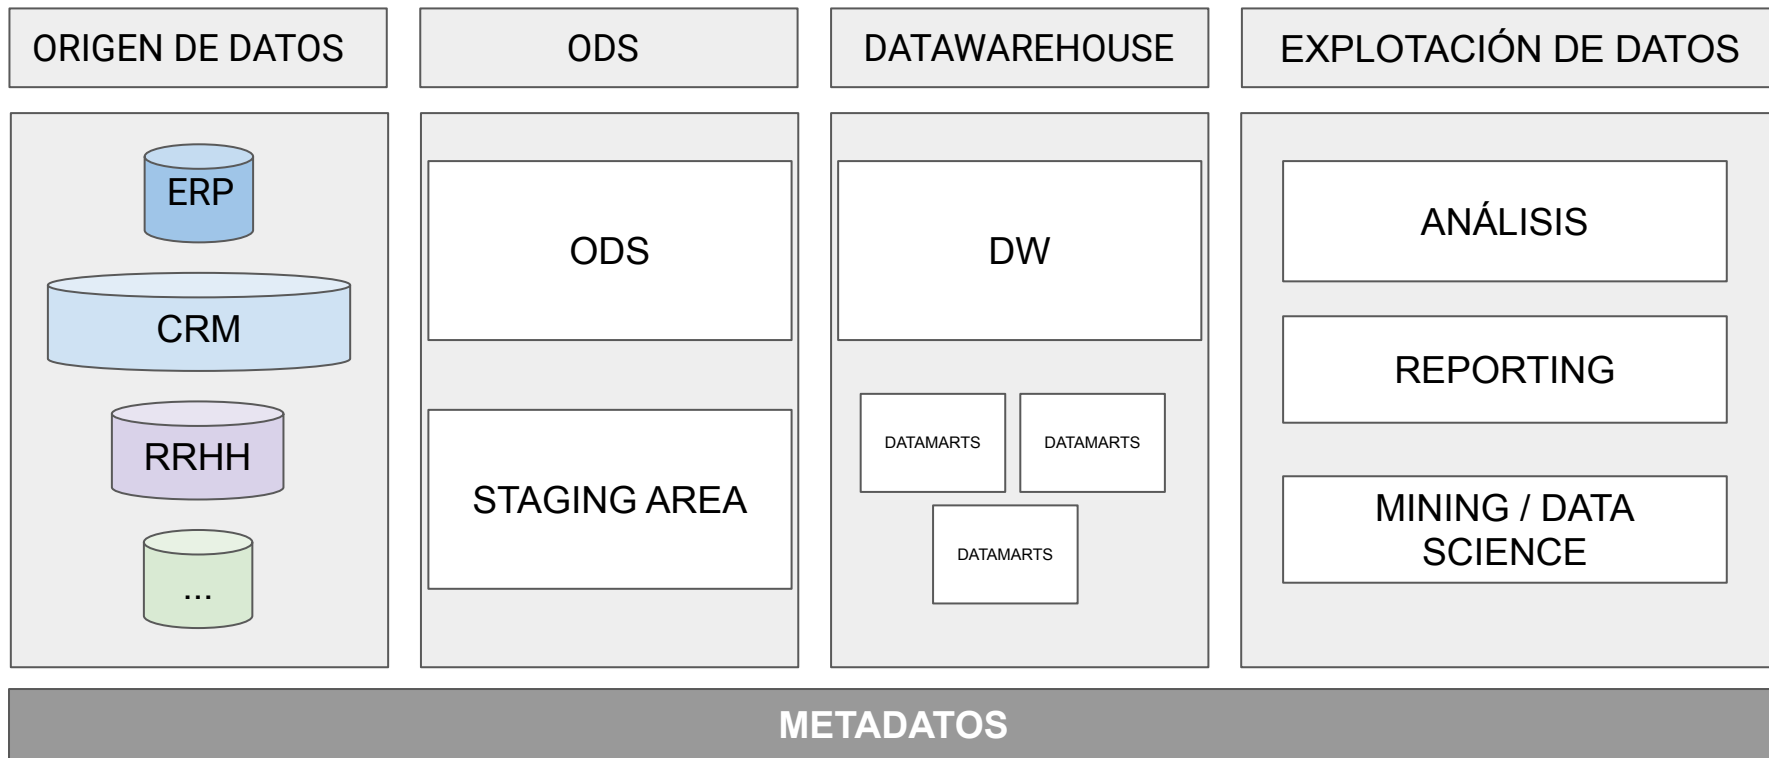 ORIGEN DE DATOS
ODS
DATAWAREHOUSE
EXPLOTACIÓN DE DATOS
ERP
CRM
RRHH
...
ODS
STAGING AREA
DW
DATAMARTS
DATAMARTS
DATAMARTS
ANÁLISIS
REPORTING
MINING / DATA
SCIENCE
METADATOS